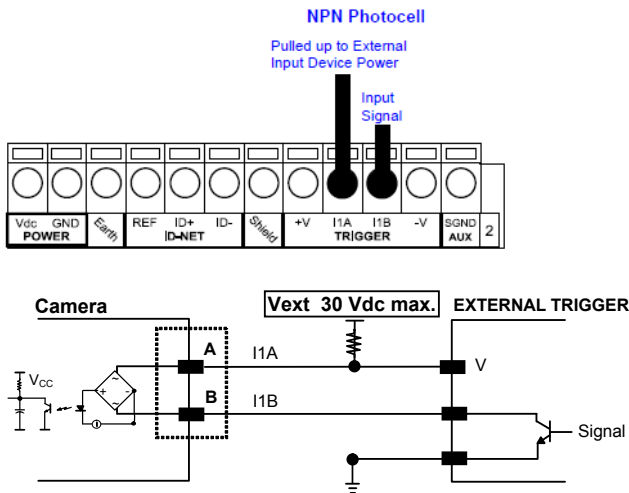 NPN Photocell
Pulled up to External
Input Device Power
Input
Signal
Vdc GND Earth REF ID+ ID- Shield +V I1A I1B -V SGND 2
POWER ID-NET TRIGGER AUX
Camera Vext 30 Vdc max. EXTERNAL TRIGGER
A I1A V
VCC + ~ - ~
B I1B
Signal